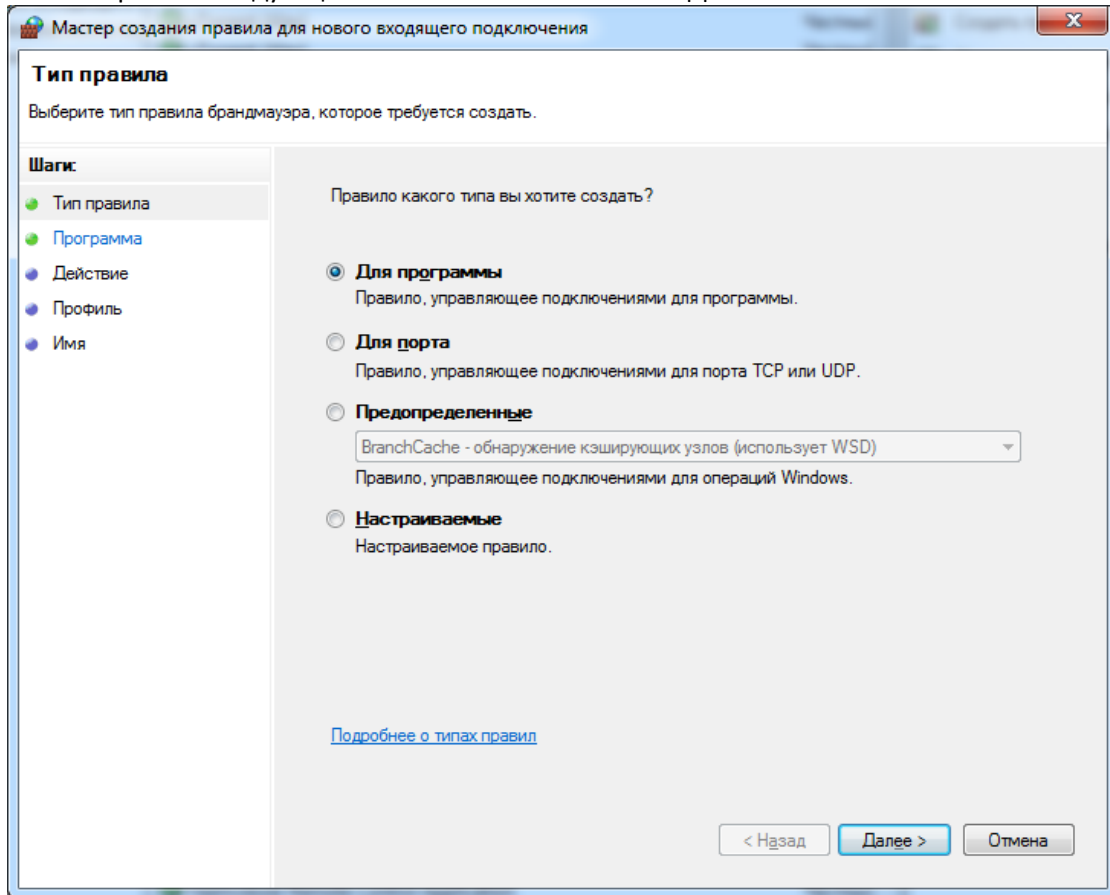 Мастер создания правила для нового входящего подключения
Тип правила
Выберите тип правила брандмауэра, которое требуется создать.
Шаги:
Тип правила
Программа
Действие
Профиль
Имя
Правило какого типа вы хотите создать?
Для программы
Правило, управляющее подключениями для программы.
Для порта
Правило, управляющее подключениями для порта TCP или UDP.
Предопределенные
BranchCache - обнаружение кэширующих узлов (использует WSD)
Правило, управляющее подключениями для операций Windows.
Настраиваемые
Настраиваемое правило.
Подробнее о типах правил
< Назад
Далее >
Отмена